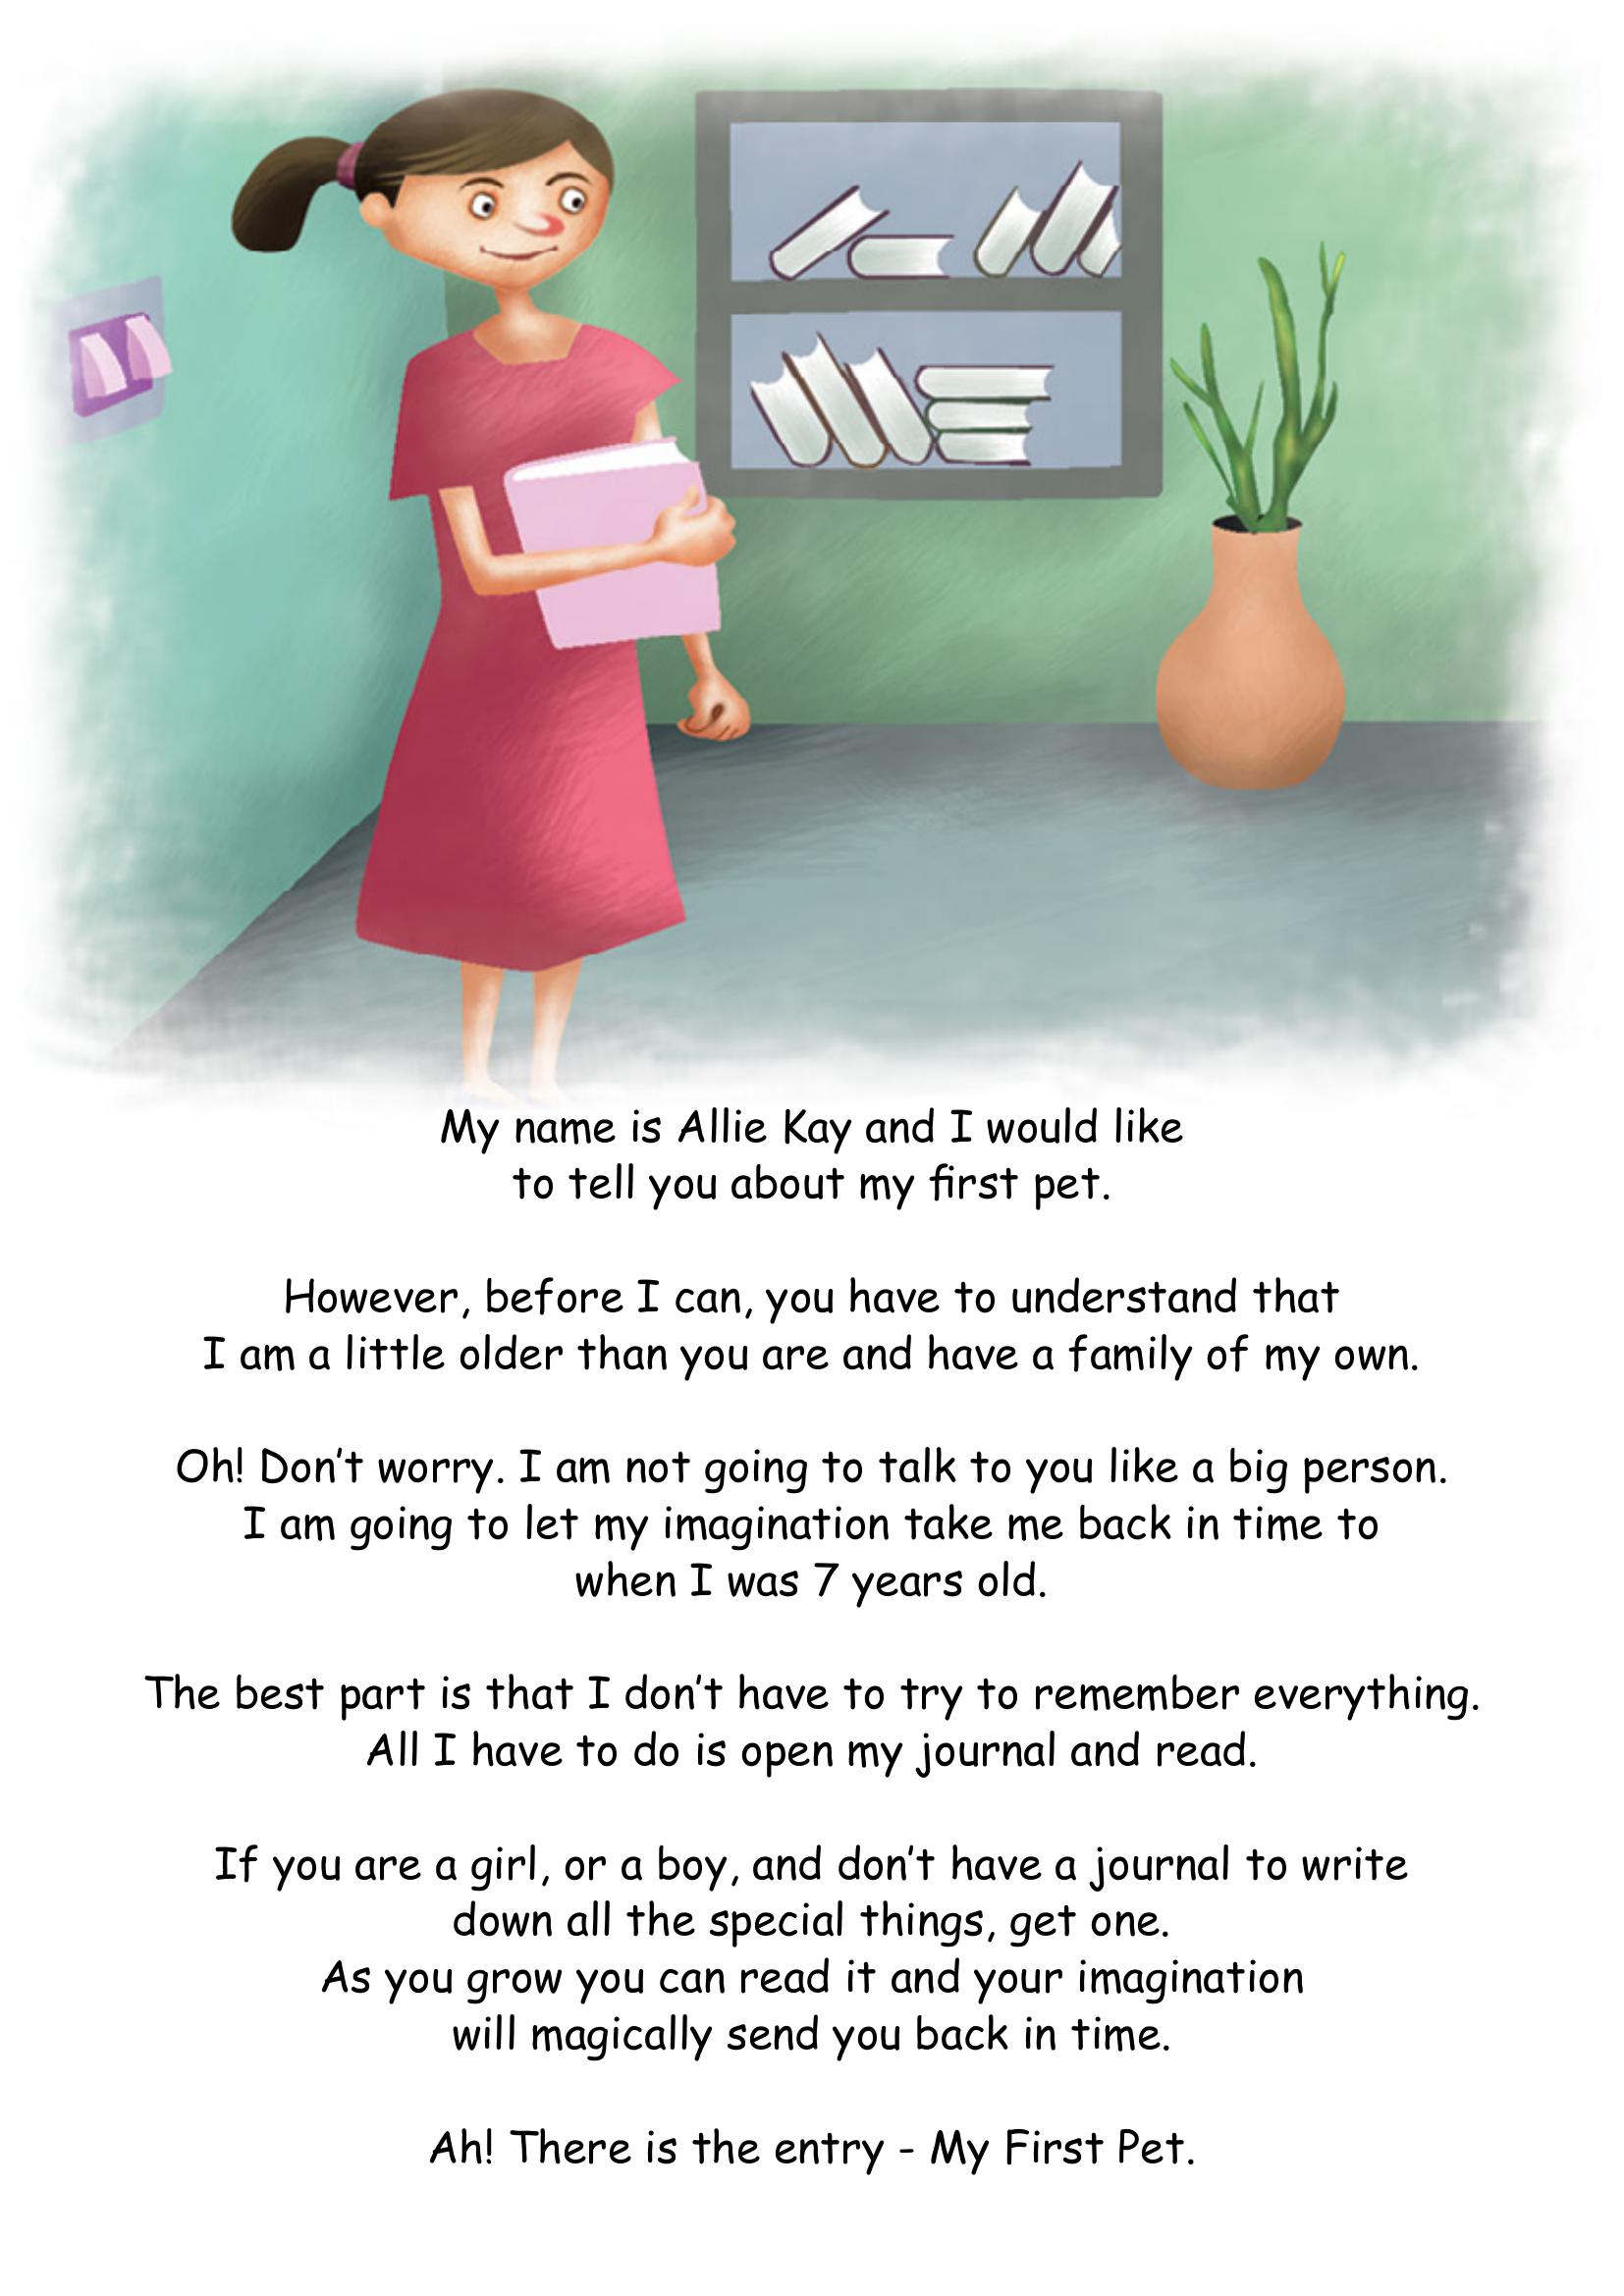 My name is Allie Kay and I would like
to tell you about my first pet.
However, before I can, you have to understand that
I am a little older than you are and have a family of my own.
Oh! Don't worry. I am not going to talk to you like a big person.
I am going to let my imagination take me back in time to
when I was 7 years old.
The best part is that I don't have to try to remember everything.
All I have to do is open my journal and read.
If you are a girl, or a boy, and don't have a journal to write
down all the special things, get one.
As you grow you can read it and your imagination
will magically send you back in time.
Ah! There is the entry - My First Pet.